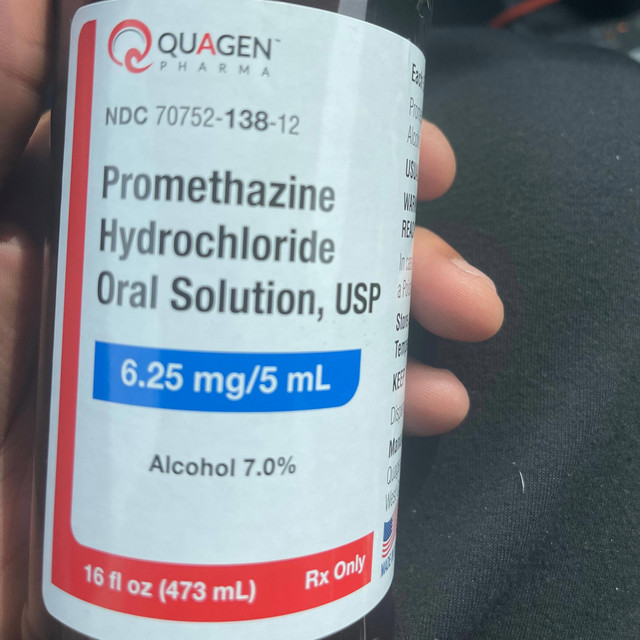 QUAGEN™
PHARMA
NDC 70752-138-12
Promethazine
Hydrochloride
Oral Solution, USP
6.25 mg/5 mL
Alcohol 7.0%
16 fl oz (473 mL)
Rx Only